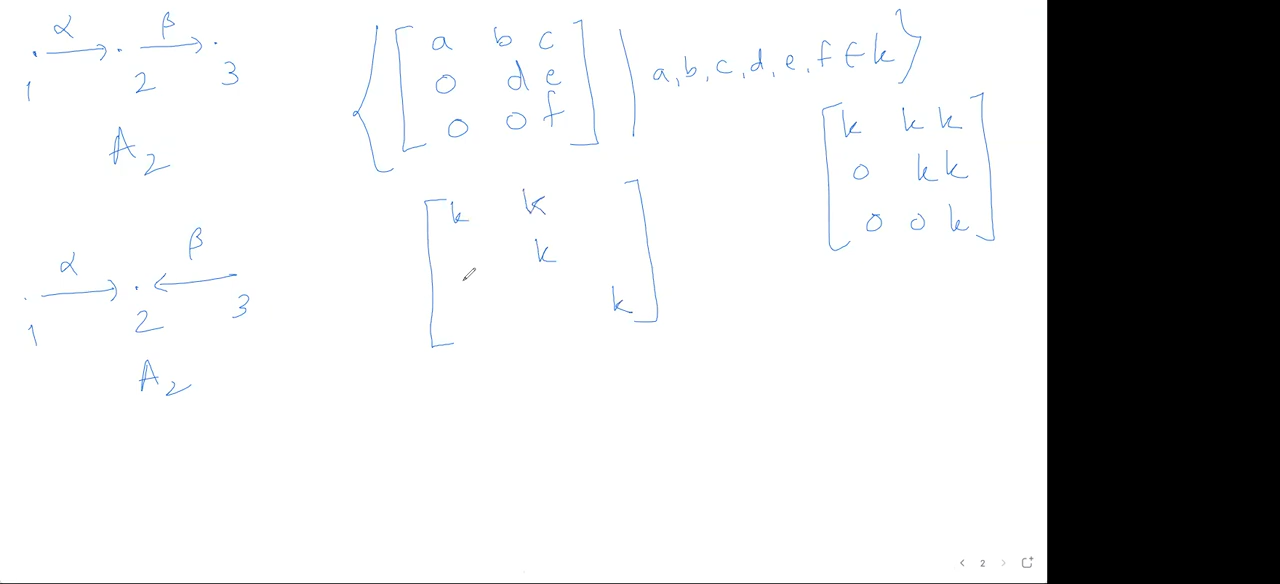 α β
1 2 3
A₂
{ [ a b c
0 d e
0 0 f ] | a, b, c, d, e, f ∈ k }
[ k k k
0 k k
0 0 k ]
α β
1 2 3
A₂
[ k k
k
k ]
2